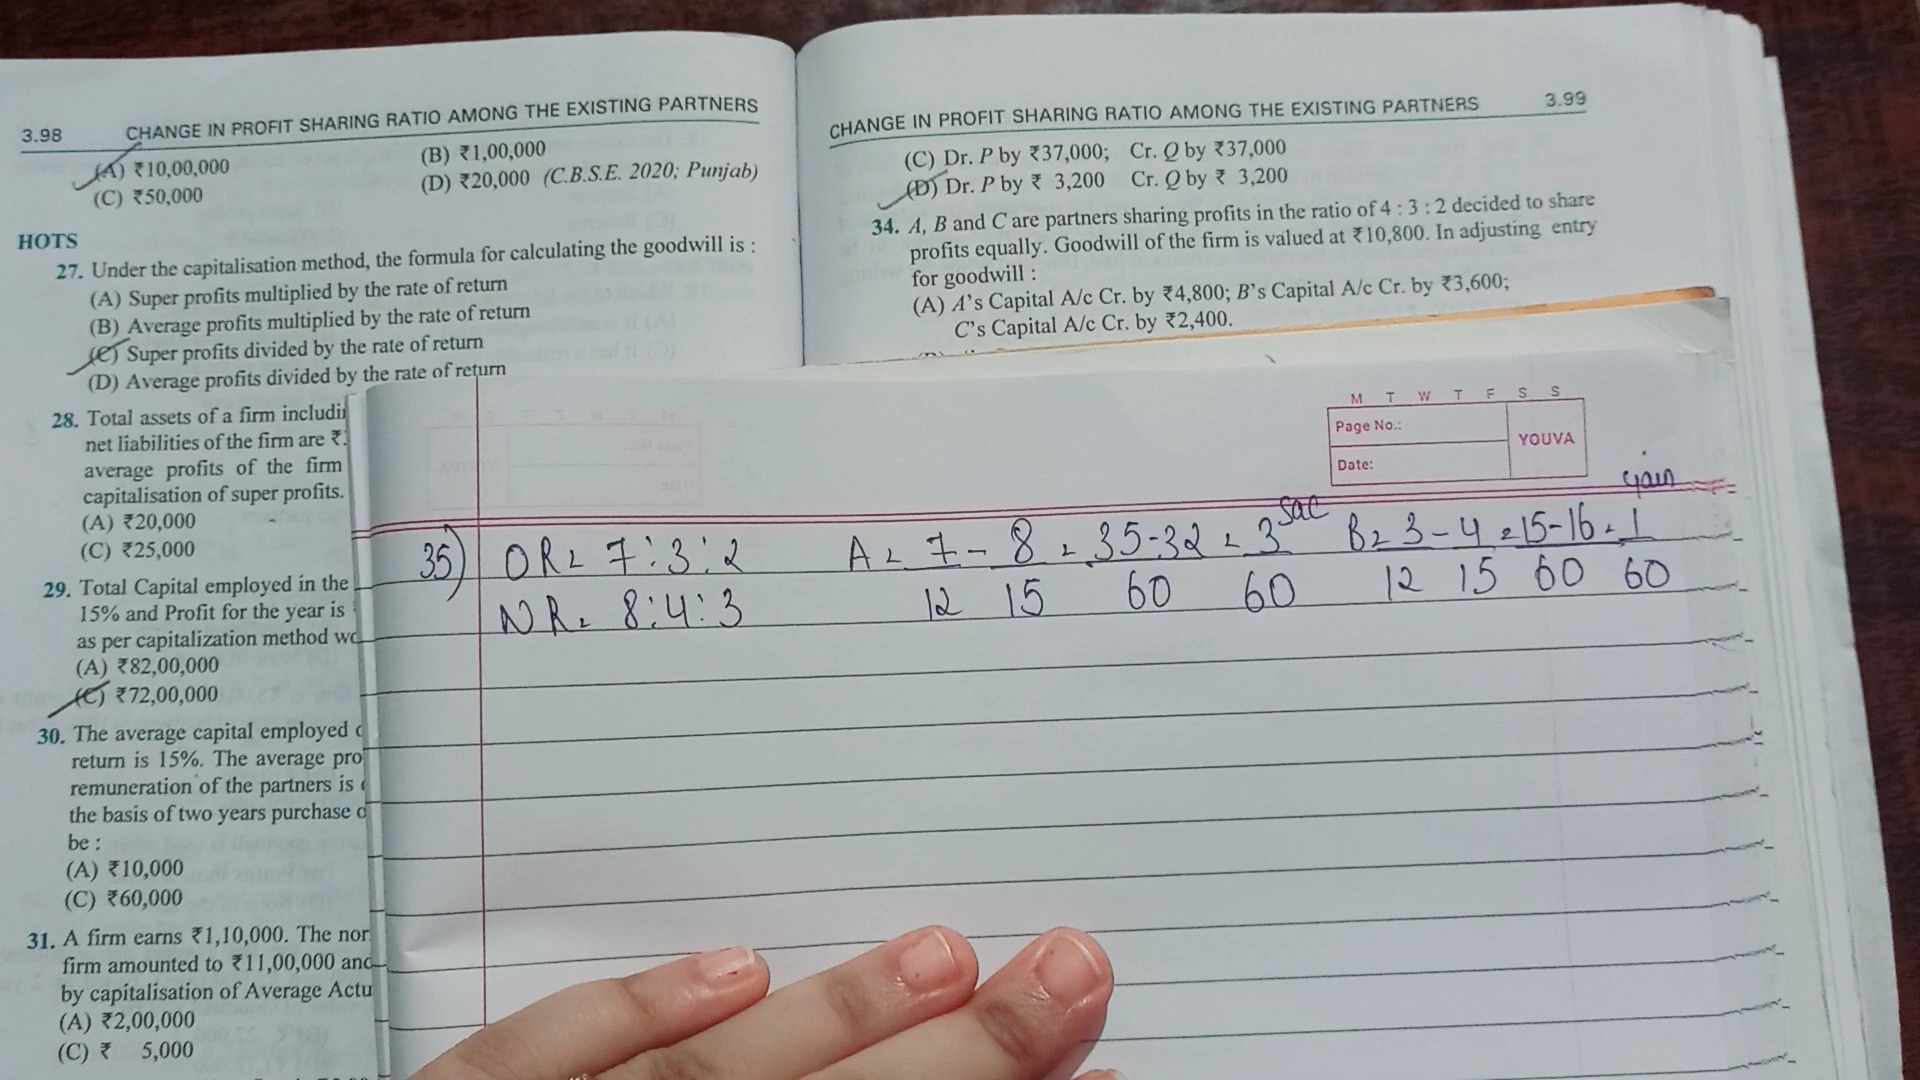 3.98 CHANGE IN PROFIT SHARING RATIO AMONG THE EXISTING PARTNERS
(A) ₹10,00,000 (B) ₹1,00,000
(C) ₹50,000 (D) ₹20,000 (C.B.S.E. 2020; Punjab)
HOTS
27. Under the capitalisation method, the formula for calculating the goodwill is :
(A) Super profits multiplied by the rate of return
(B) Average profits multiplied by the rate of return
(C) Super profits divided by the rate of return
(D) Average profits divided by the rate of return
28. Total assets of a firm
net liabilities of the firm are ₹
average profits of the firm
capitalisation of super profits.
(A) ₹20,000
(C) ₹25,000
29. Total Capital employed in the
15% and Profit for the year is
as per capitalization method
(A) ₹82,00,000
(C) ₹72,00,000
30. The average capital employed
return is 15%. The average
remuneration of the partners is
the basis of two years purchase
be :
(A) ₹10,000
(C) ₹60,000
31. A firm earns ₹1,10,000. The
firm amounted to ₹11,00,000
by capitalisation of Average
(A) ₹2,00,000
(C) ₹ 5,000
CHANGE IN PROFIT SHARING RATIO AMONG THE EXISTING PARTNERS 3.99
(C) Dr. P by ₹37,000; Cr. Q by ₹37,000
(D) Dr. P by ₹ 3,200 Cr. Q by ₹ 3,200
34. A, B and C are partners sharing profits in the ratio of 4 : 3 : 2 decided to share
profits equally. Goodwill of the firm is valued at ₹10,800. In adjusting entry
for goodwill :
(A) A's Capital A/c Cr. by ₹4,800; B's Capital A/c Cr. by ₹3,600;
C's Capital A/c Cr. by ₹2,400.
M T W T F S S
Page No.:
YOUVA
Date:
sac gain
35) OR = 7:3:2 A = 7 - 8 = 35-32 = 3 B = 3 - 4 = 15-16 = 1
NR = 8:4:3 12 15 60 60 12 15 60 60